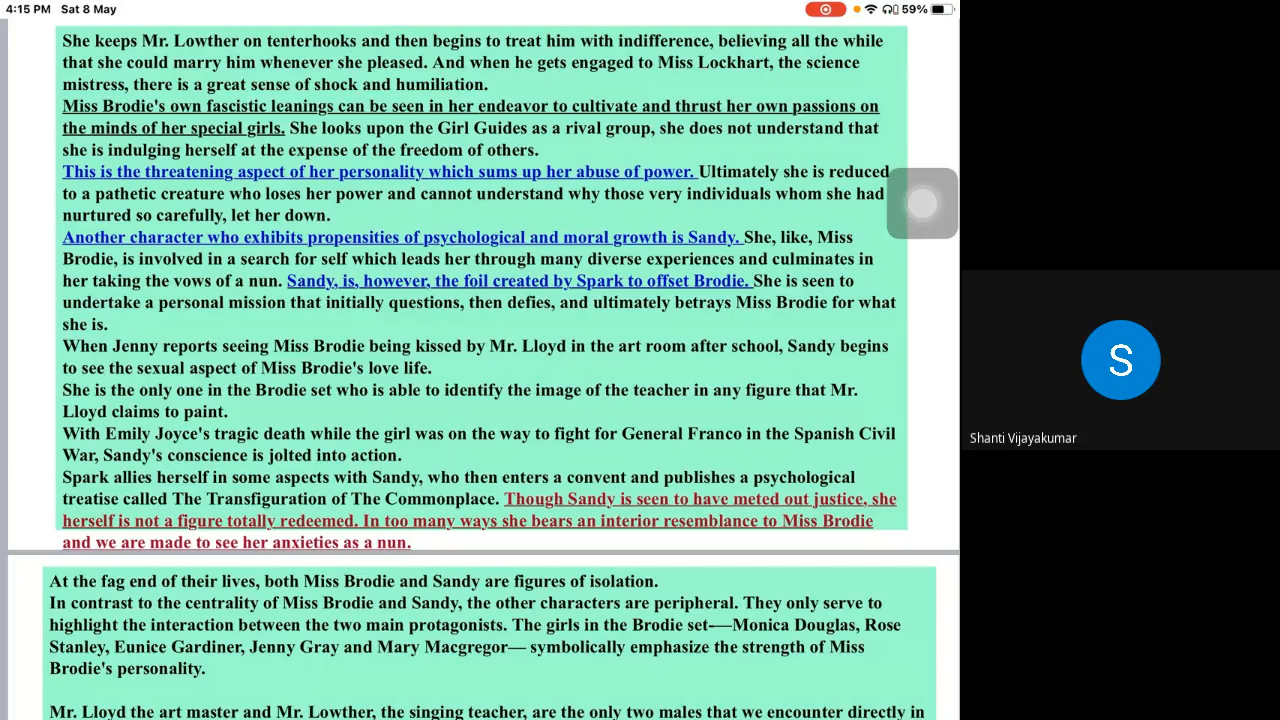 4:15 PM Sat 8 May
59%
She keeps Mr. Lowther on tenterhooks and then begins to treat him with indifference, believing all the while
that she could marry him whenever she pleased. And when he gets engaged to Miss Lockhart, the science
mistress, there is a great sense of shock and humiliation.
Miss Brodie's own fascistic leanings can be seen in her endeavor to cultivate and thrust her own passions on
the minds of her special girls. She looks upon the Girl Guides as a rival group, she does not understand that
she is indulging herself at the expense of the freedom of others.
This is the threatening aspect of her personality which sums up her abuse of power. Ultimately she is reduced
to a pathetic creature who loses her power and cannot understand why those very individuals whom she had
nurtured so carefully, let her down.
Another character who exhibits propensities of psychological and moral growth is Sandy. She, like, Miss
Brodie, is involved in a search for self which leads her through many diverse experiences and culminates in
her taking the vows of a nun. Sandy, is, however, the foil created by Spark to offset Brodie. She is seen to
undertake a personal mission that initially questions, then defies, and ultimately betrays Miss Brodie for what
she is.
When Jenny reports seeing Miss Brodie being kissed by Mr. Lloyd in the art room after school, Sandy begins
to see the sexual aspect of Miss Brodie's love life.
She is the only one in the Brodie set who is able to identify the image of the teacher in any figure that Mr.
Lloyd claims to paint.
With Emily Joyce's tragic death while the girl was on the way to fight for General Franco in the Spanish Civil
War, Sandy's conscience is jolted into action.
Spark allies herself in some aspects with Sandy, who then enters a convent and publishes a psychological
treatise called The Transfiguration of The Commonplace. Though Sandy is seen to have meted out justice, she
herself is not a figure totally redeemed. In too many ways she bears an interior resemblance to Miss Brodie
and we are made to see her anxieties as a nun.
At the fag end of their lives, both Miss Brodie and Sandy are figures of isolation.
In contrast to the centrality of Miss Brodie and Sandy, the other characters are peripheral. They only serve to
highlight the interaction between the two main protagonists. The girls in the Brodie set-—Monica Douglas, Rose
Stanley, Eunice Gardiner, Jenny Gray and Mary Macgregor— symbolically emphasize the strength of Miss
Brodie's personality.
Mr. Lloyd the art master and Mr. Lowther, the singing teacher, are the only two males that we encounter directly in
S
Shanti Vijayakumar